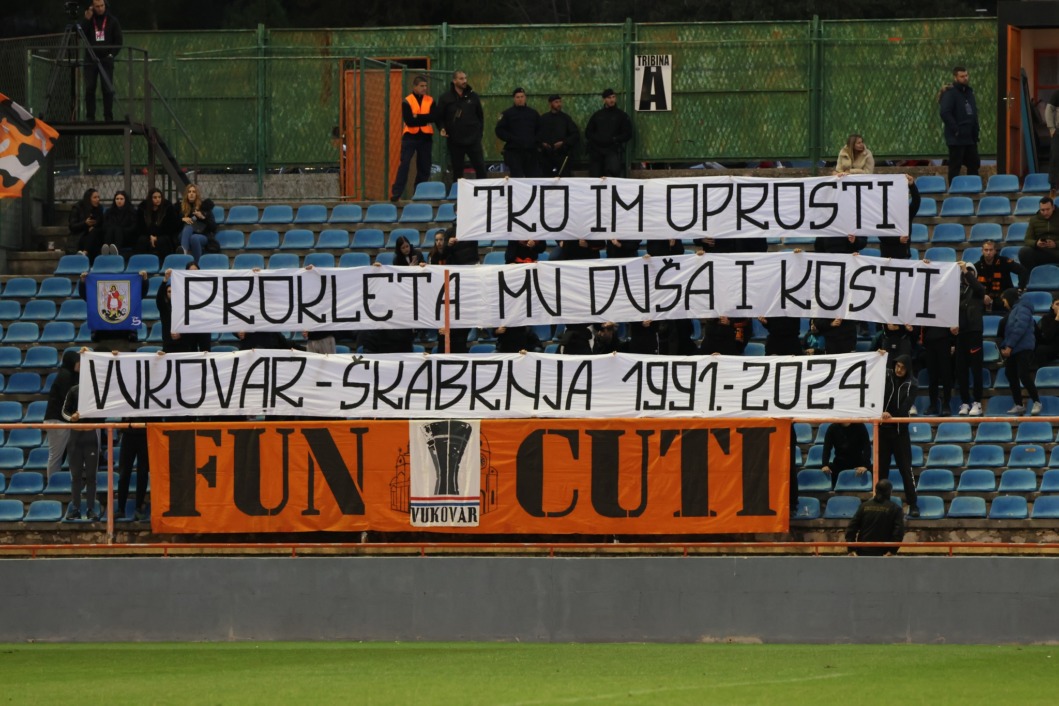 TRIBINA
A
TKO IM OPROSTI
PROKLETA MU DUŠA I KOSTI
VUKOVAR - ŠKABRNJA 1991.-2024.
FUN CUTI
VUKOVAR